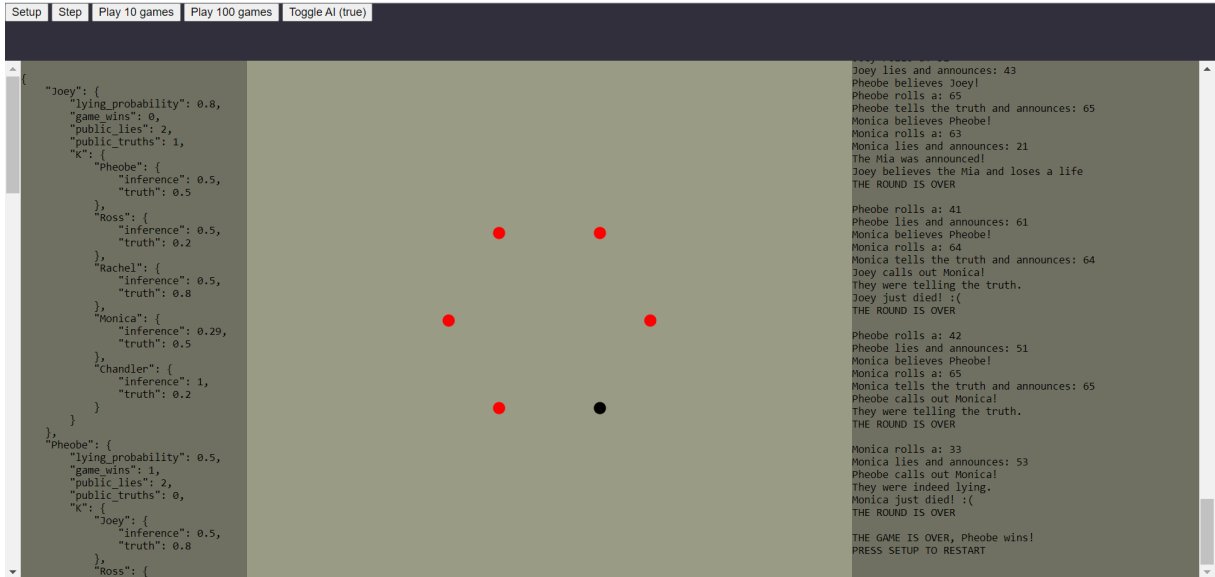 Setup Step Play 10 games Play 100 games Toggle AI (true)
{
"Joey": {
"lying_probability": 0.8,
"game_wins": 0,
"public_lies": 2,
"public_truths": 1,
"K": {
"Pheobe": {
"inference": 0.5,
"truth": 0.5
},
"Ross": {
"inference": 0.5,
"truth": 0.2
},
"Rachel": {
"inference": 0.5,
"truth": 0.8
},
"Monica": {
"inference": 0.29,
"truth": 0.5
},
"Chandler": {
"inference": 1,
"truth": 0.2
}
}
},
"Pheobe": {
"lying_probability": 0.5,
"game_wins": 1,
"public_lies": 2,
"public_truths": 0,
"K": {
"Joey": {
"inference": 0.5,
"truth": 0.8
},
"Ross": {
Joey lies and announces: 43
Pheobe believes Joey!
Pheobe rolls a: 65
Pheobe tells the truth and announces: 65
Monica believes Pheobe!
Monica rolls a: 63
Monica lies and announces: 21
The Mia was announced!
Joey believes the Mia and loses a life
THE ROUND IS OVER
Pheobe rolls a: 41
Pheobe lies and announces: 61
Monica believes Pheobe!
Monica rolls a: 64
Monica tells the truth and announces: 64
Joey calls out Monica!
They were telling the truth.
Joey just died! :(
THE ROUND IS OVER
Pheobe rolls a: 42
Pheobe lies and announces: 51
Monica believes Pheobe!
Monica rolls a: 65
Monica tells the truth and announces: 65
Pheobe calls out Monica!
They were telling the truth.
THE ROUND IS OVER
Monica rolls a: 33
Monica lies and announces: 53
Pheobe calls out Monica!
They were indeed lying.
Monica just died! :(
THE ROUND IS OVER
THE GAME IS OVER, Pheobe wins!
PRESS SETUP TO RESTART